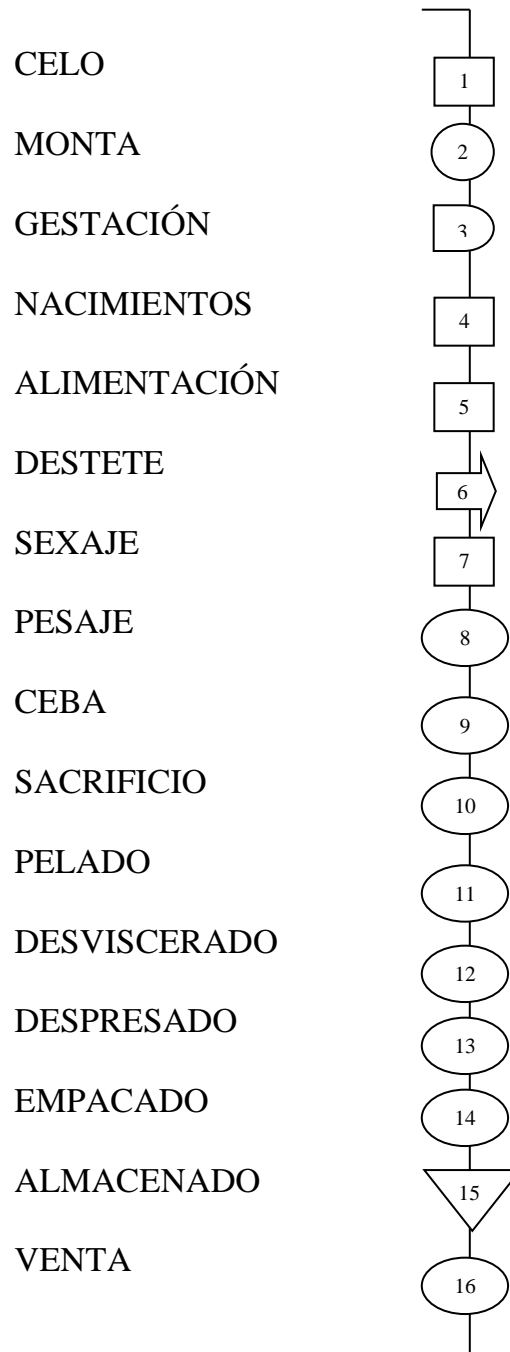 CELO 1
MONTA 2
GESTACIÓN 3
NACIMIENTOS 4
ALIMENTACIÓN 5
DESTETE 6
SEXAJE 7
PESAJE 8
CEBA 9
SACRIFICIO 10
PELADO 11
DESVISCERADO 12
DESPRESADO 13
EMPACADO 14
ALMACENADO 15
VENTA 16